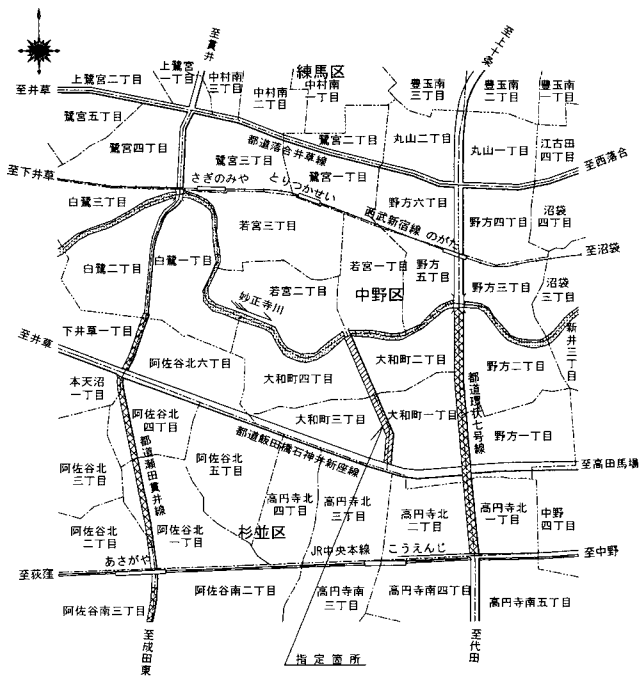 至貫井
至上十条
練馬区
上鷺宮二丁目
上鷺宮
一丁目
中村南
三丁目
中村南
二丁目
中村南
一丁目
豊玉南
三丁目
豊玉南
二丁目
豊玉南
一丁目
至井草
鷺宮五丁目
鷺宮四丁目
都道落合井草線
鷺宮三丁目
鷺宮二丁目
鷺宮一丁目
丸山二丁目
丸山一丁目
江古田
四丁目
至西落合
至下井草
さぎのみや
とりつかせい
白鷺三丁目
若宮三丁目
野方六丁目
西武新宿線
のがた
野方四丁目
沼袋
四丁目
至沼袋
白鷺二丁目
白鷺一丁目
若宮二丁目
若宮一丁目
野方
五丁目
中野区
野方三丁目
沼袋
三丁目
妙正寺川
下井草一丁目
至井草
阿佐谷北六丁目
大和町四丁目
大和町二丁目
野方二丁目
新井三丁目
本天沼
一丁目
阿佐谷北
四丁目
大和町三丁目
大和町一丁目
都道環状七号線
野方一丁目
都道瀬田貫井線
都道飯田橋石神井新座線
至高田馬場
阿佐谷北
三丁目
阿佐谷北
五丁目
高円寺北
四丁目
高円寺北
三丁目
高円寺北
二丁目
高円寺北
一丁目
中野
四丁目
阿佐谷北
二丁目
阿佐谷北
一丁目
杉並区
あさがや
JR中央本線
こうえんじ
至中野
至荻窪
阿佐谷南三丁目
阿佐谷南二丁目
高円寺南
三丁目
高円寺南四丁目
高円寺南五丁目
至成田東
至代田
指定箇所